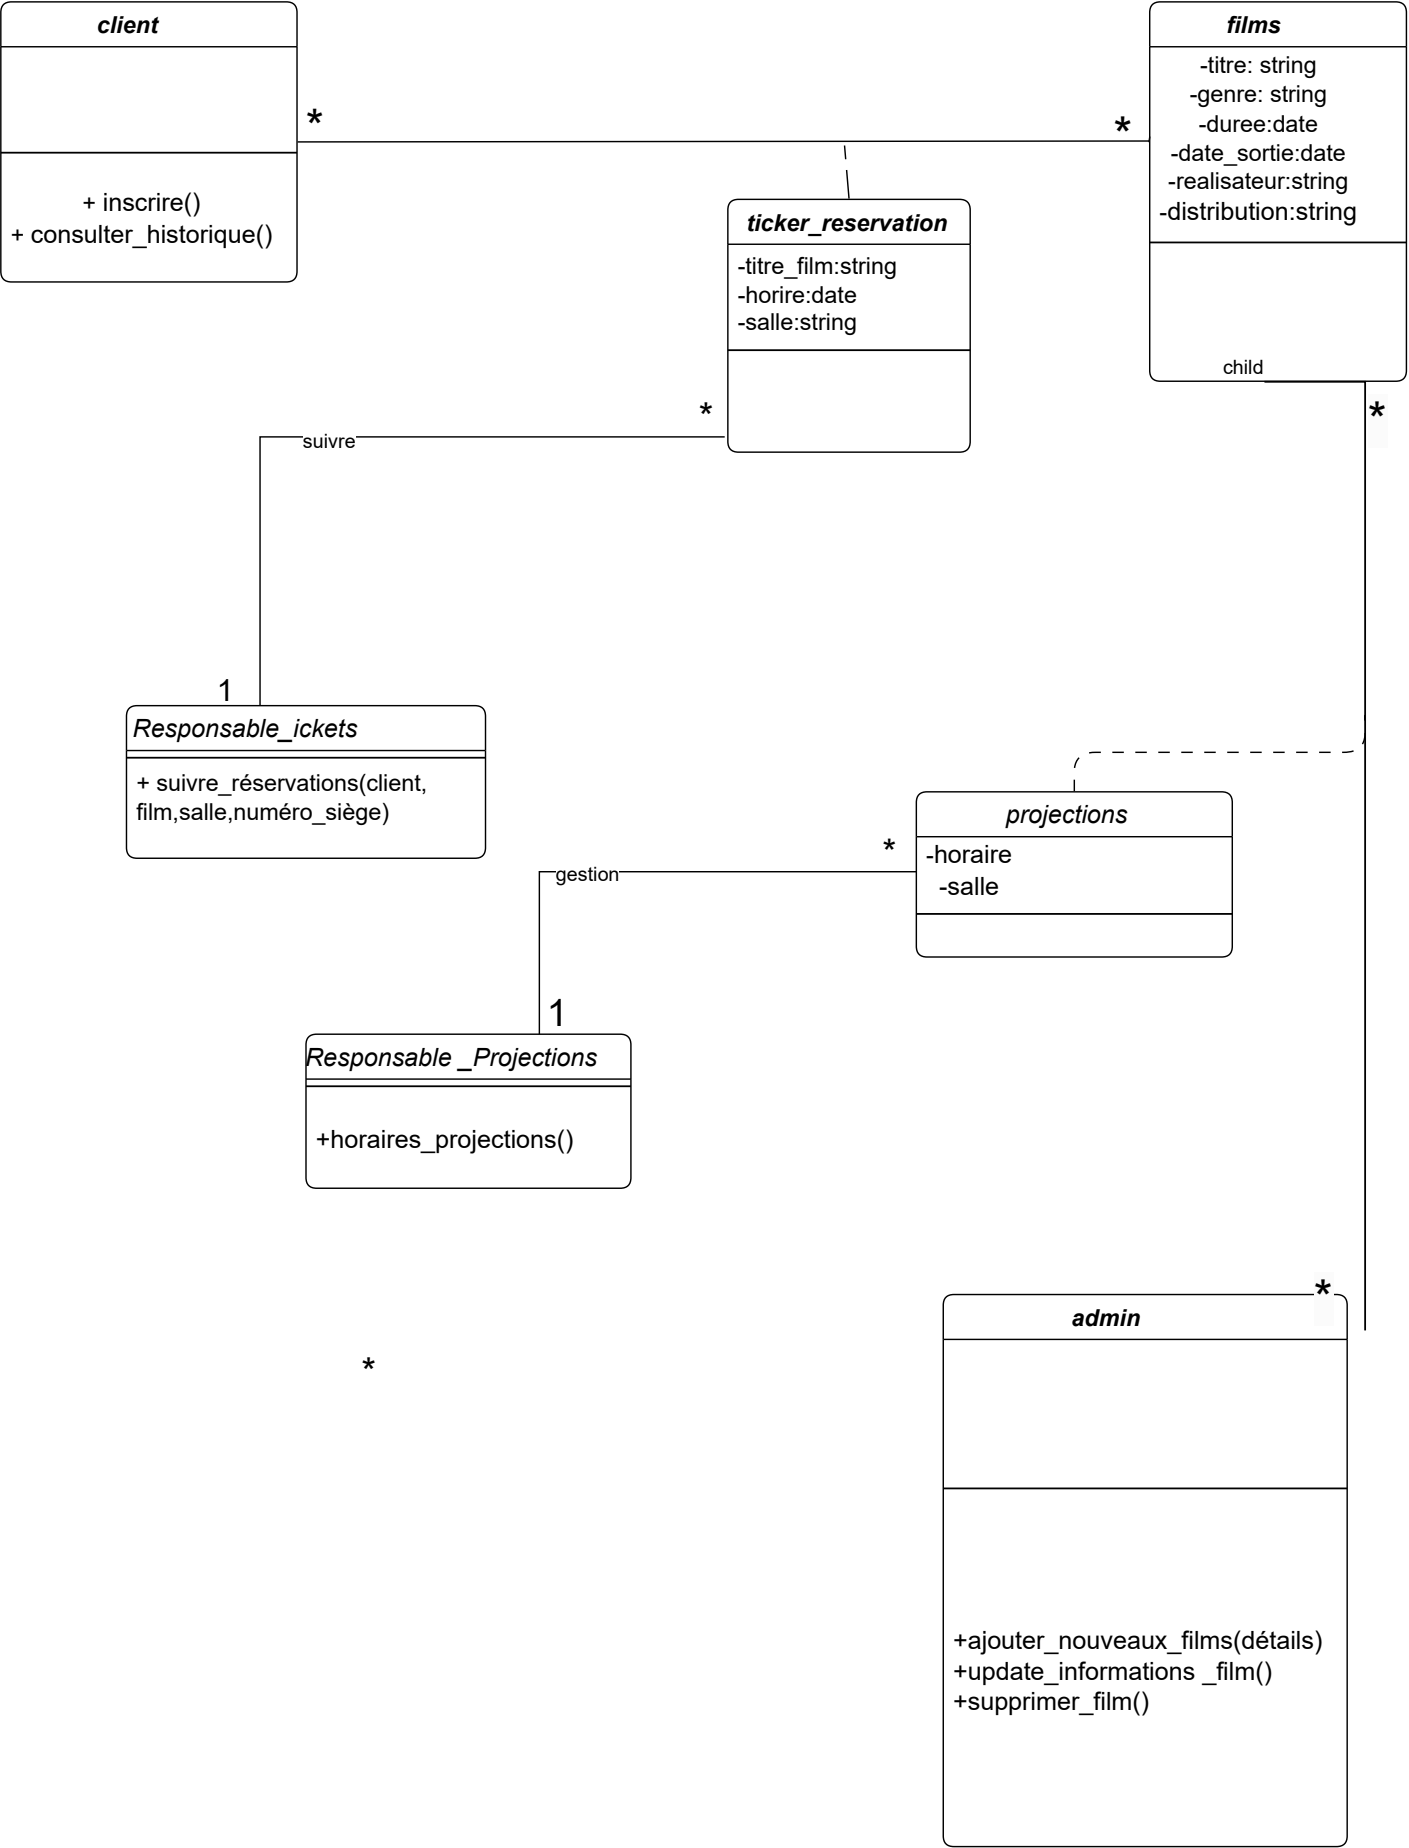 client
*
+ inscrire()
+ consulter_historique()
films
-titre: string
-genre: string
-duree:date
-date_sortie:date
-realisateur:string
-distribution:string
*
child
*
ticker_reservation
-titre_film:string
-horire:date
-salle:string
*
suivre
1
Responsable_ickets
+ suivre_réservations(client,
film,salle,numéro_siège)
projections
-horaire
-salle
*
gestion
1
Responsable _Projections
+horaires_projections()
*
*
admin
+ajouter_nouveaux_films(détails)
+update_informations _film()
+supprimer_film()